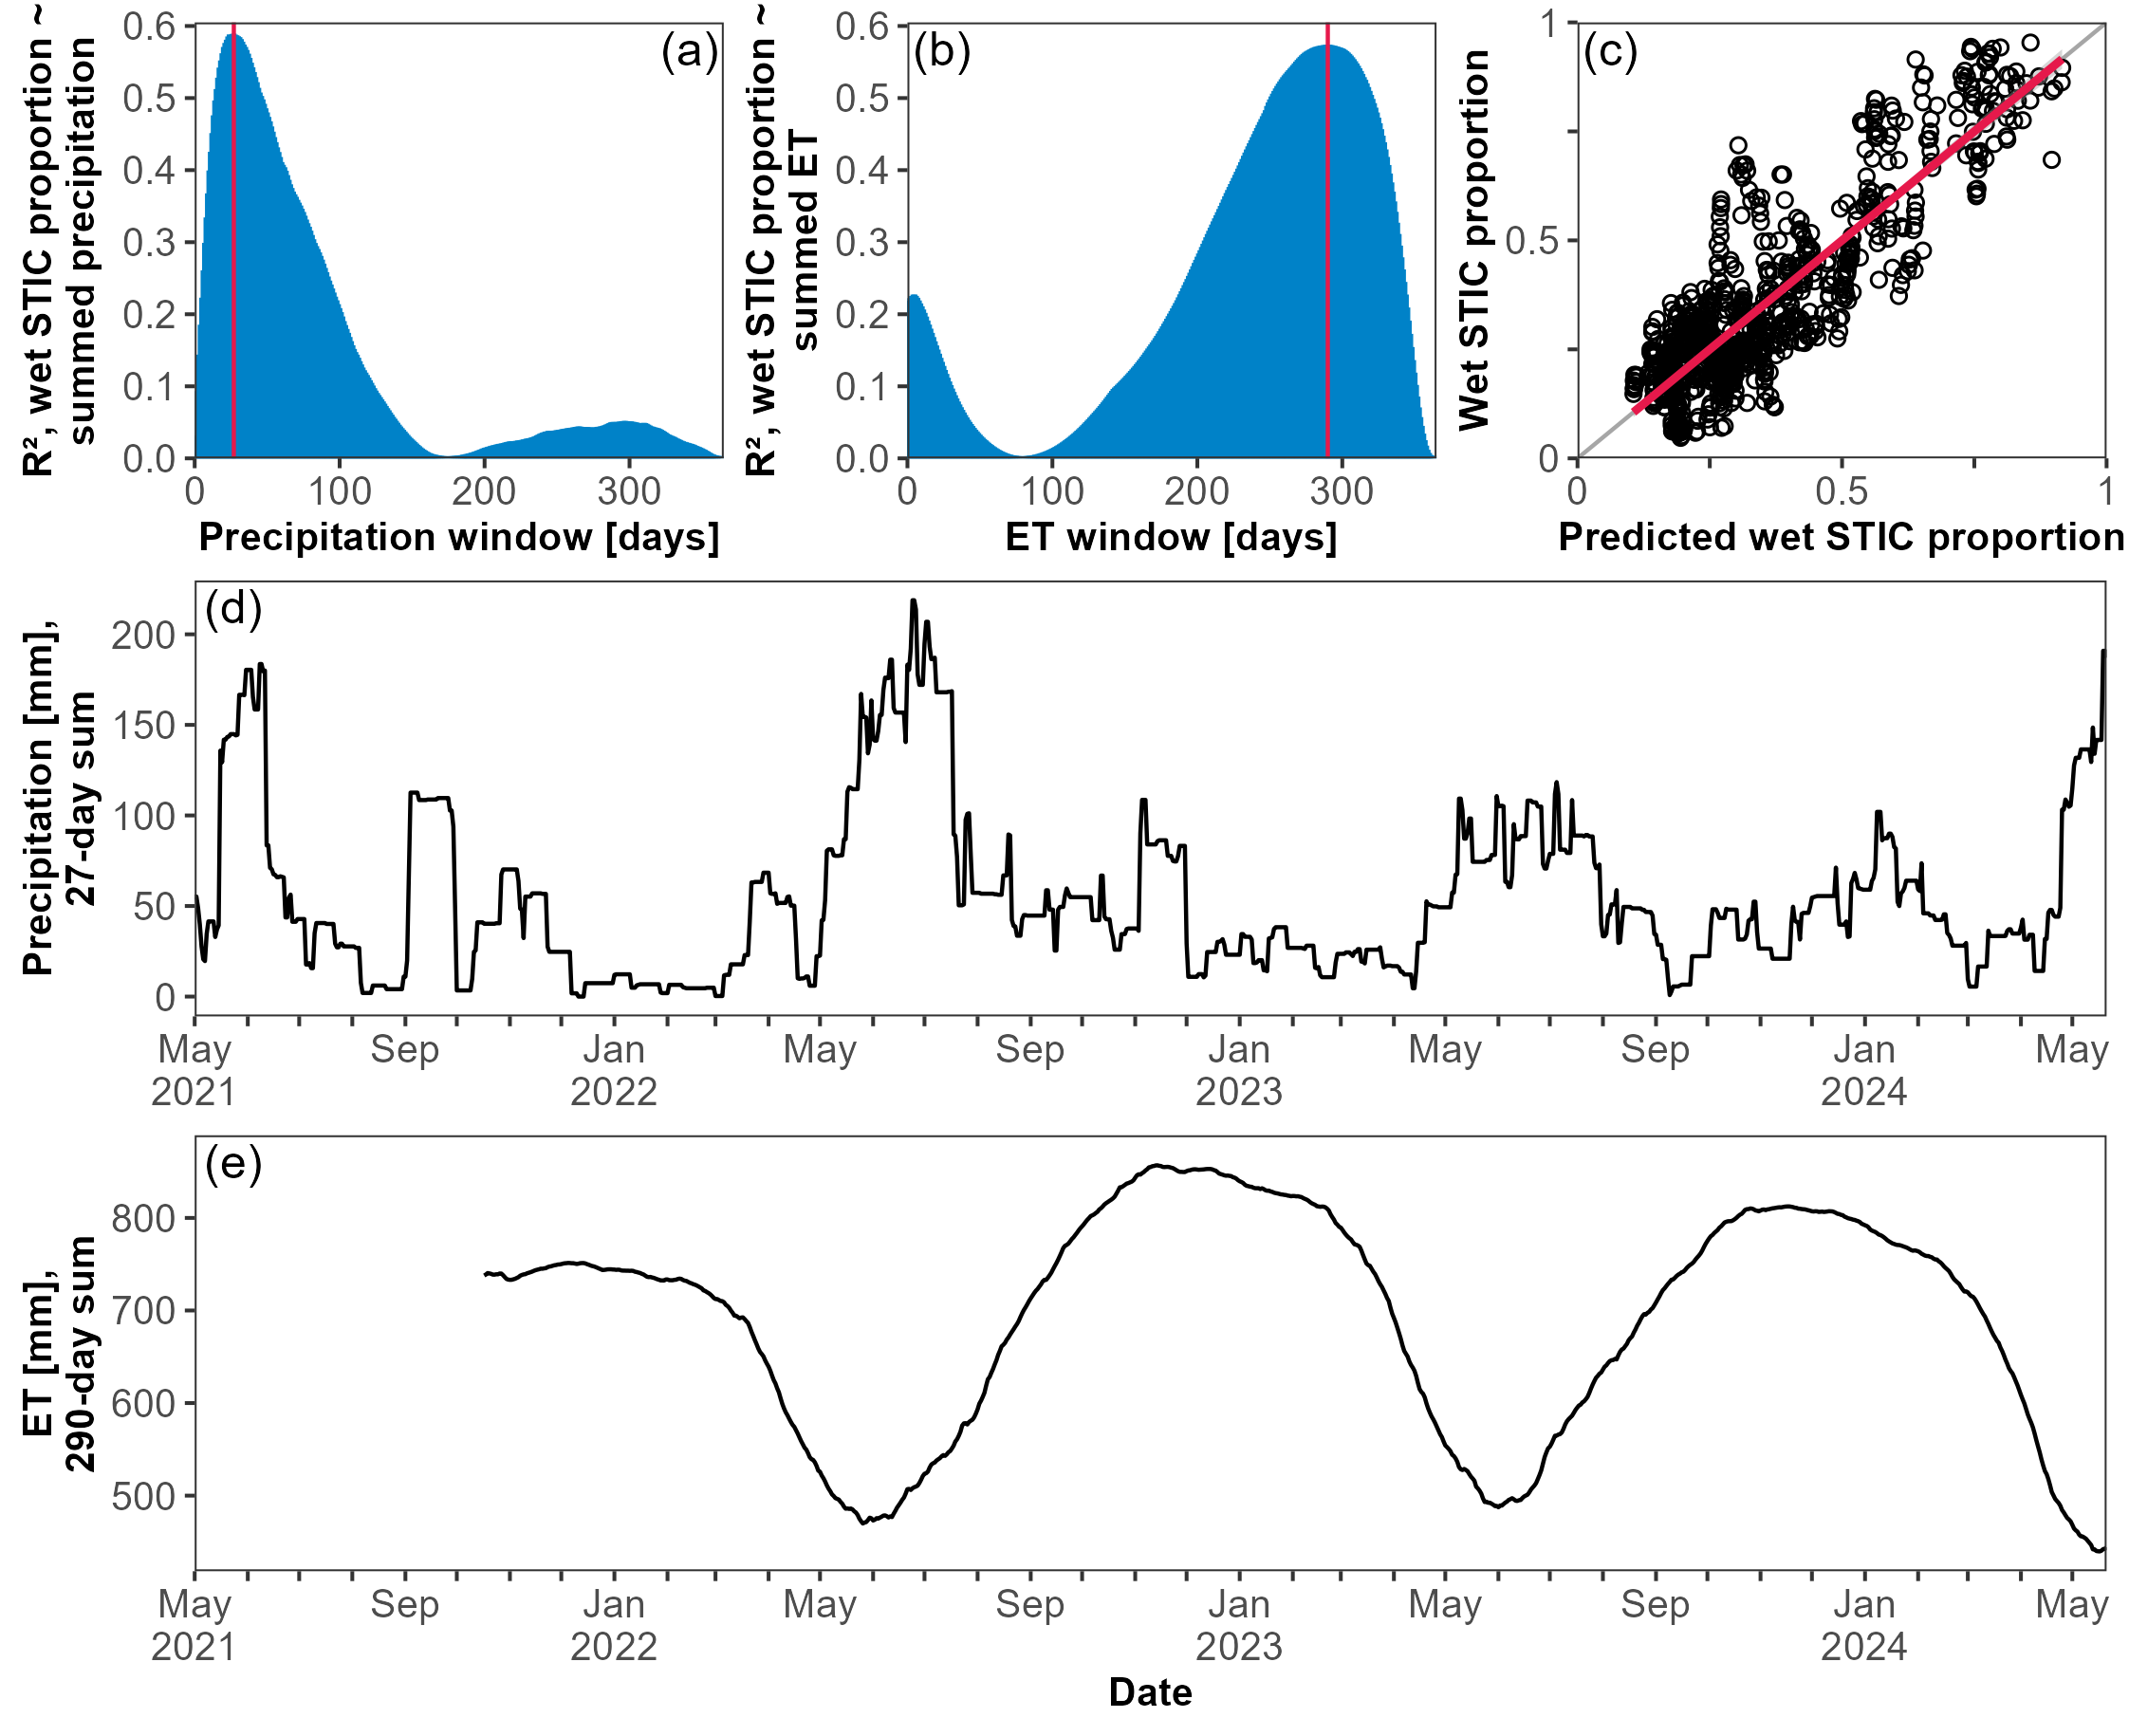 R², wet STIC proportion ~
summed precipitation
0.6
0.5
0.4
0.3
0.2
0.1
0.0
(a)
0
100
200
300
Precipitation window [days]
R², wet STIC proportion ~
summed ET
0.6
0.5
0.4
0.3
0.2
0.1
0.0
(b)
0
100
200
300
ET window [days]
Wet STIC proportion
1
0.5
0
(c)
0
0.5
1
Predicted wet STIC proportion
Precipitation [mm],
27-day sum
200
150
100
50
0
(d)
May
2021
Sep
Jan
2022
May
Sep
Jan
2023
May
Sep
Jan
2024
May
ET [mm],
290-day sum
800
700
600
500
(e)
May
2021
Sep
Jan
2022
May
Sep
Jan
2023
May
Sep
Jan
2024
May
Date